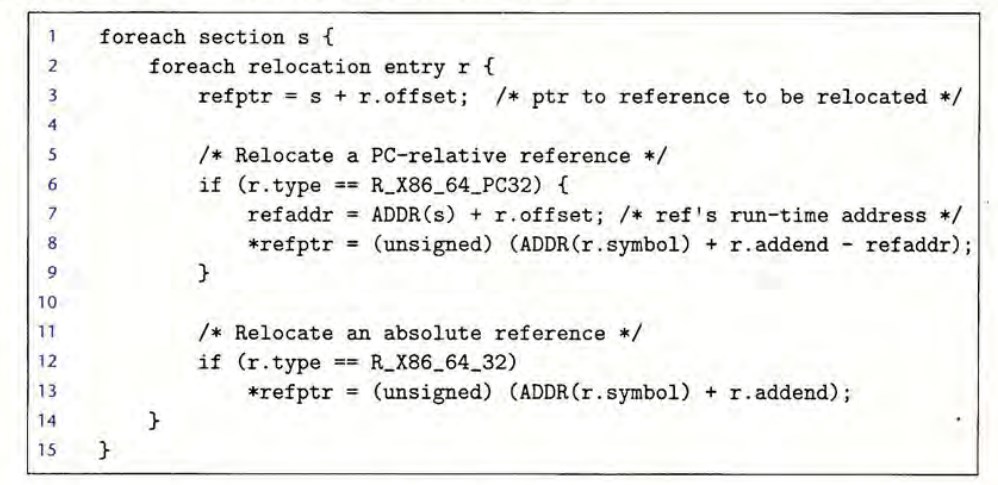 1 foreach section s {
2 foreach relocation entry r {
3 refptr = s + r.offset; /* ptr to reference to be relocated */
4
5 /* Relocate a PC-relative reference */
6 if (r.type == R_X86_64_PC32) {
7 refaddr = ADDR(s) + r.offset; /* ref's run-time address */
8 *refptr = (unsigned) (ADDR(r.symbol) + r.addend - refaddr);
9 }
10
11 /* Relocate an absolute reference */
12 if (r.type == R_X86_64_32)
13 *refptr = (unsigned) (ADDR(r.symbol) + r.addend);
14 }
15 }